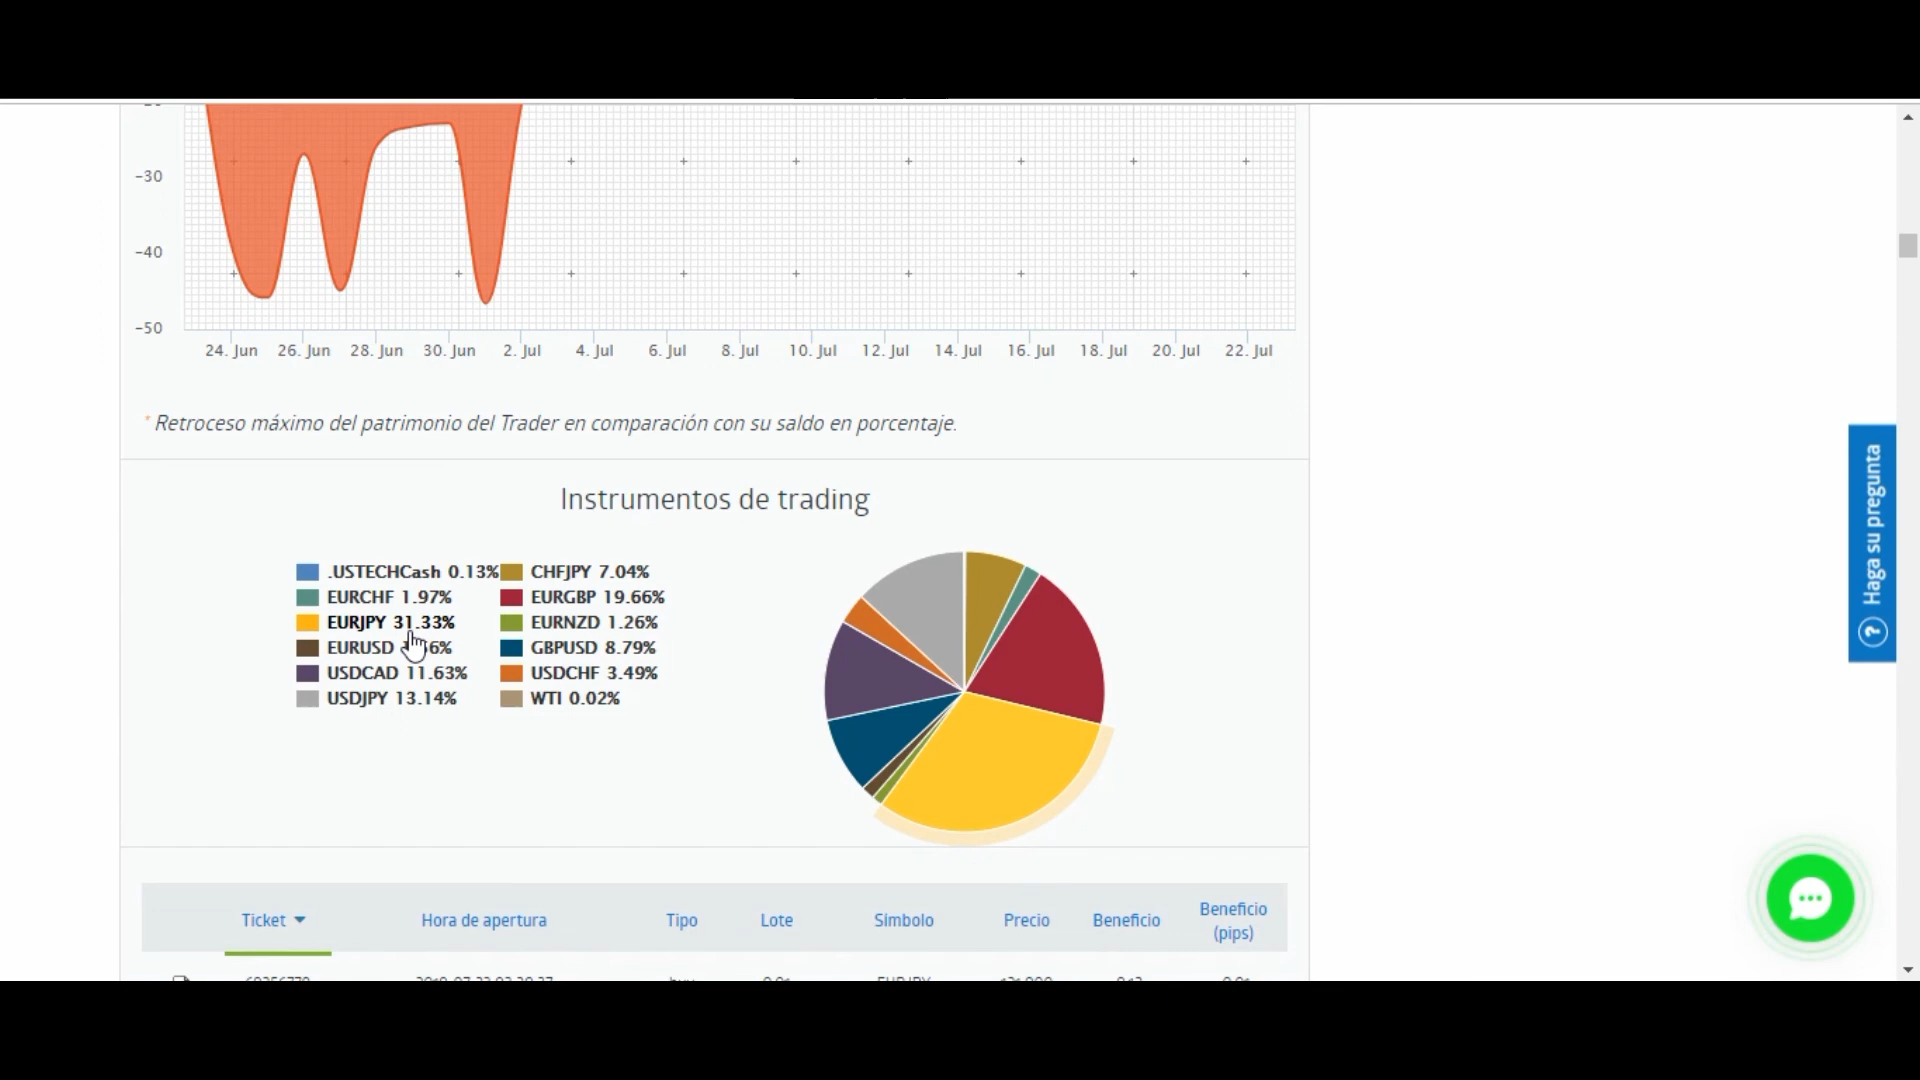 -30
-40
-50
24. Jun 26. Jun 28. Jun 30. Jun 2. Jul 4. Jul 6. Jul 8. Jul 10. Jul 12. Jul 14. Jul 16. Jul 18. Jul 20. Jul 22. Jul
* Retroceso máximo del patrimonio del Trader en comparación con su saldo en porcentaje.
Instrumentos de trading
.USTECHCash 0.13% CHFJPY 7.04%
EURCHF 1.97% EURGBP 19.66%
EURJPY 31.33% EURNZD 1.26%
EURUSD GBPUSD 8.79%
USDCAD 11.63% USDCHF 3.49%
USDJPY 13.14% WTI 0.02%
Ticket Hora de apertura Tipo Lote Símbolo Precio Beneficio Beneficio (pips)
Haga su pregunta